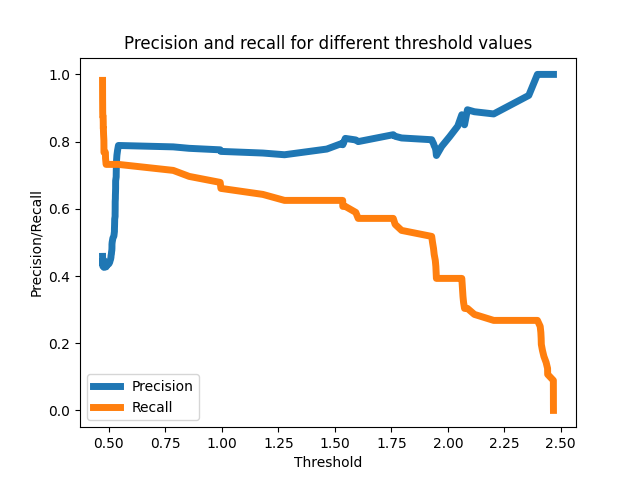 Precision and recall for different threshold values
1.0
0.8
0.6
0.4
0.2
0.0
Precision/Recall
Precision
Recall
0.50 0.75 1.00 1.25 1.50 1.75 2.00 2.25 2.50
Threshold